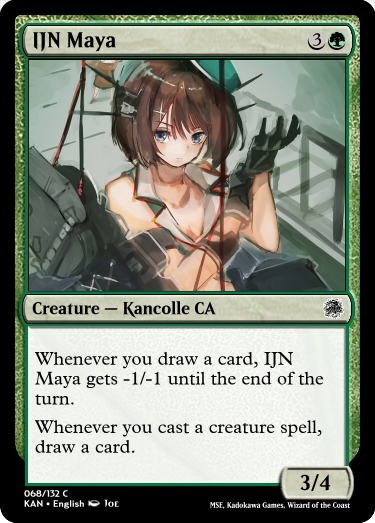 IJN Maya 3
Creature — Kancolle CA
Whenever you draw a card, IJN
Maya gets -1/-1 until the end of the
turn.
Whenever you cast a creature spell,
draw a card.
3/4
068/132 C
KAN • English JOE
MSE, Kadokawa Games, Wizard of the Coast